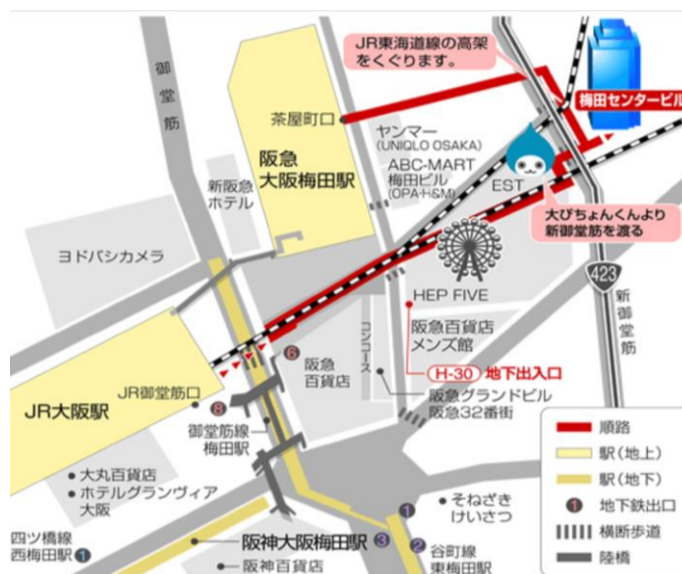 御堂筋
JR東海道線の高架
をくぐります。
梅田センタービル
茶屋町口
ヤンマー
(UNIQLO OSAKA)
ABC-MART
梅田ビル
(OPA・H&M)
阪急
大阪梅田駅
新阪急
ホテル
EST
大ぴちょんくんより
新御堂筋を渡る
ヨドバシカメラ
HEP FIVE
423
新御堂筋
阪急百貨店
メンズ館
コンコース
6
阪急
百貨店
H-30 地下出入口
JR御堂筋口
JR大阪駅
8
阪急グランドビル
阪急32番街
御堂筋線
梅田駅
大丸百貨店
ホテルグランヴィア
大阪
1
そねざき
けいさつ
四ツ橋線
西梅田駅
1
阪神大阪梅田駅
3
2
谷町線
東梅田駅
阪神百貨店
順路
駅(地上)
駅(地下)
1 地下鉄出口
横断歩道
陸橋